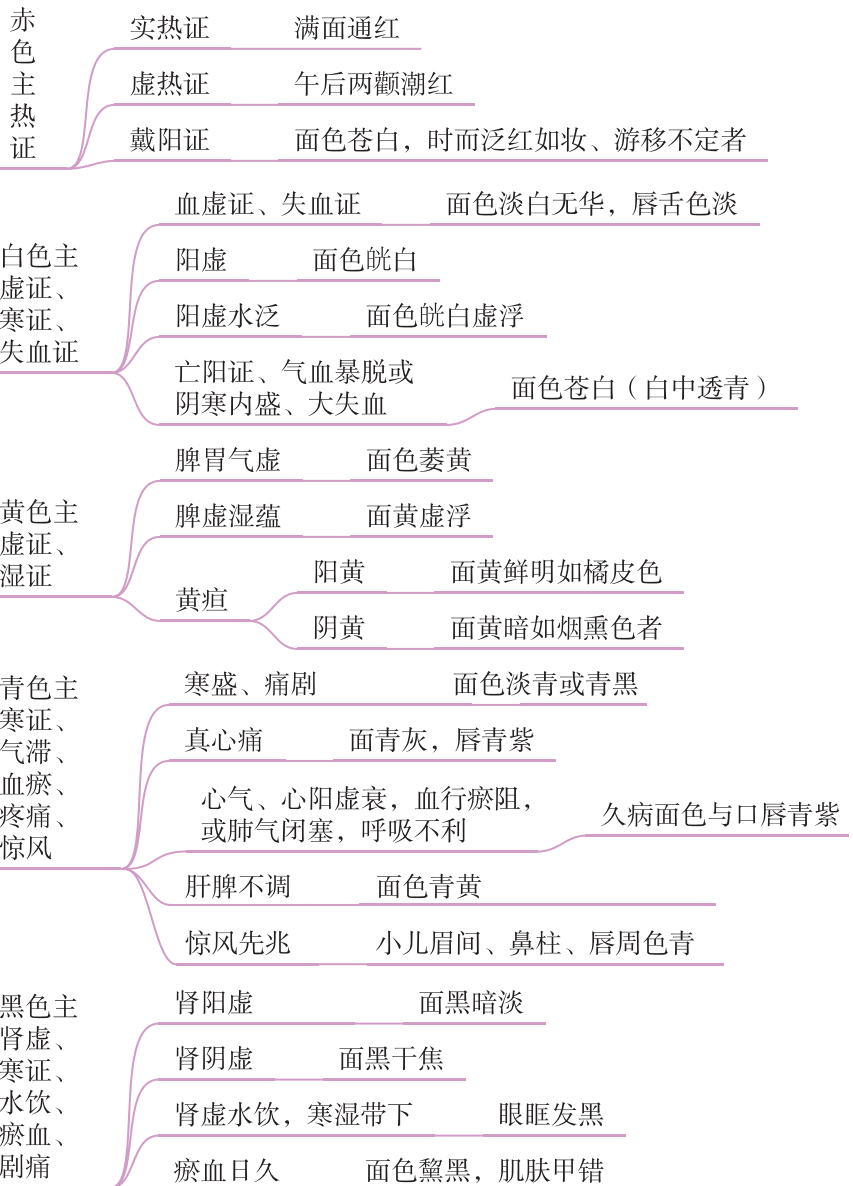 赤
色
主
热
证
实热证 满面通红
虚热证 午后两颧潮红
戴阳证 面色苍白，时而泛红如妆、游移不定者
白色主
虚证、
寒证、
失血证
血虚证、失血证 面色淡白无华，唇舌色淡
阳虚 面色㿠白
阳虚水泛 面色㿠白虚浮
亡阳证、气血暴脱或
阴寒内盛、大失血
面色苍白（白中透青）
黄色主
虚证、
湿证
脾胃气虚 面色萎黄
脾虚湿蕴 面黄虚浮
黄疸
阳黄 面黄鲜明如橘皮色
阴黄 面黄暗如烟熏色者
青色主
寒证、
气滞、
血瘀、
疼痛、
惊风
寒盛、痛剧 面色淡青或青黑
真心痛 面青灰，唇青紫
心气、心阳虚衰，血行瘀阻，
或肺气闭塞，呼吸不利
久病面色与口唇青紫
肝脾不调 面色青黄
惊风先兆 小儿眉间、鼻柱、唇周色青
黑色主
肾虚、
寒证、
水饮、
瘀血、
剧痛
肾阳虚 面黑暗淡
肾阴虚 面黑干焦
肾虚水饮，寒湿带下 眼眶发黑
瘀血日久 面色黧黑，肌肤甲错